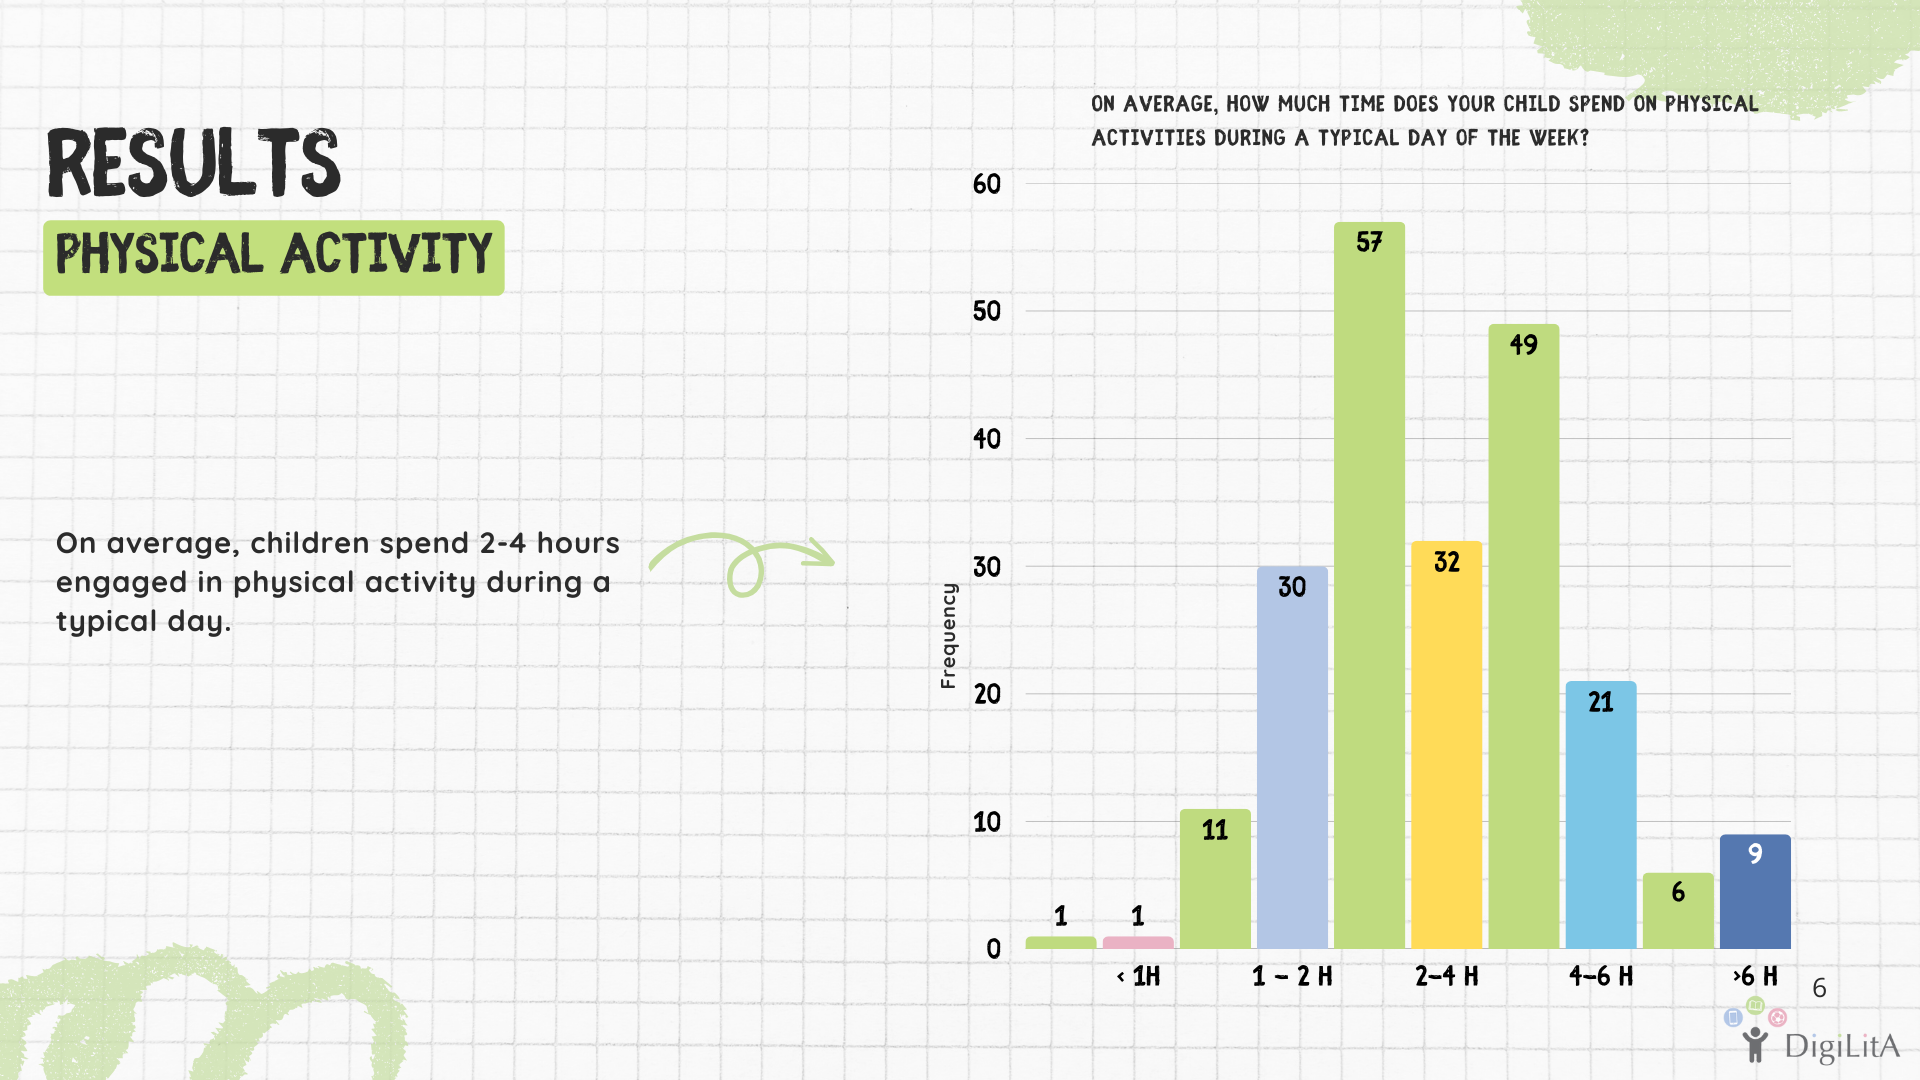 RESULTS
PHYSICAL ACTIVITY
On average, children spend 2-4 hours
engaged in physical activity during a
typical day.
ON AVERAGE, HOW MUCH TIME DOES YOUR CHILD SPEND ON PHYSICAL
ACTIVITIES DURING A TYPICAL DAY OF THE WEEK?
60
50
40
30
20
10
0
Frequency
1
1
11
30
57
32
49
21
6
9
< 1H
1 – 2 H
2–4 H
4–6 H
>6 H
6
DigiLitA